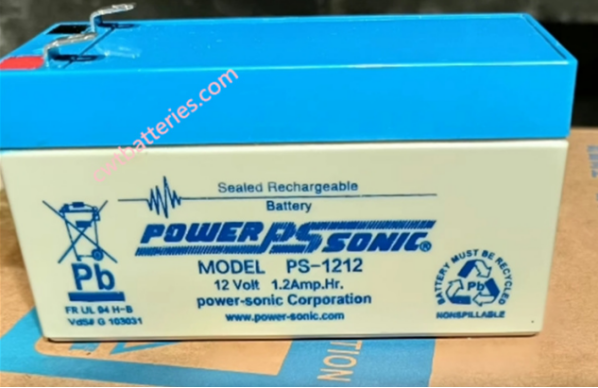 co4batteries.com
Sealed Rechargeable
Battery
POWER PS SONIC®
MODEL PS-1212
12 Volt 1.2Amp.Hr.
power-sonic Corporation
www.power-sonic.com
Pb
FR UL 94 H-B
VdS# G 103031
BATTERY MUST BE RECYCLED
Pb
NONSPILLABLE